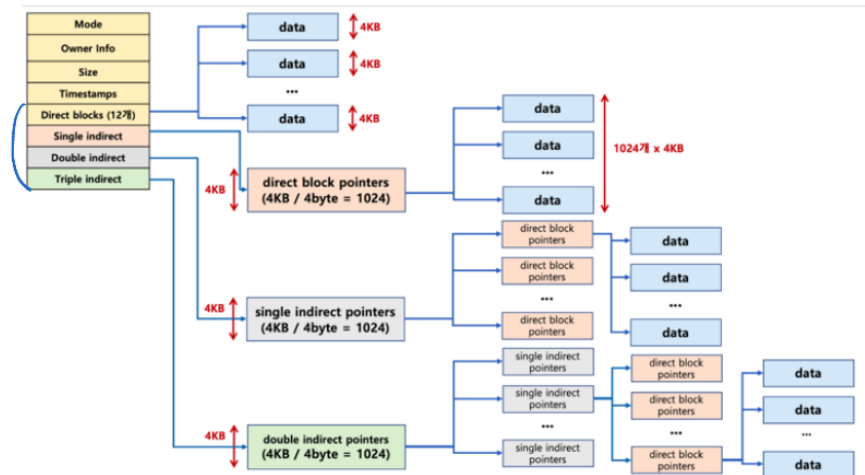 Mode
Owner Info
Size
Timestamps
Direct blocks (12개)
Single indirect
Double indirect
Triple indirect
data
4KB
data
4KB
...
data
4KB
4KB
direct block pointers
(4KB / 4byte = 1024)
data
data
...
data
1024개 x 4KB
4KB
single indirect pointers
(4KB / 4byte = 1024)
direct block
pointers
direct block
pointers
...
direct block
pointers
data
data
...
data
4KB
double indirect pointers
(4KB / 4byte = 1024)
single indirect
pointers
single indirect
pointers
...
single indirect
pointers
direct block
pointers
direct block
pointers
...
direct block
pointers
data
data
...
data